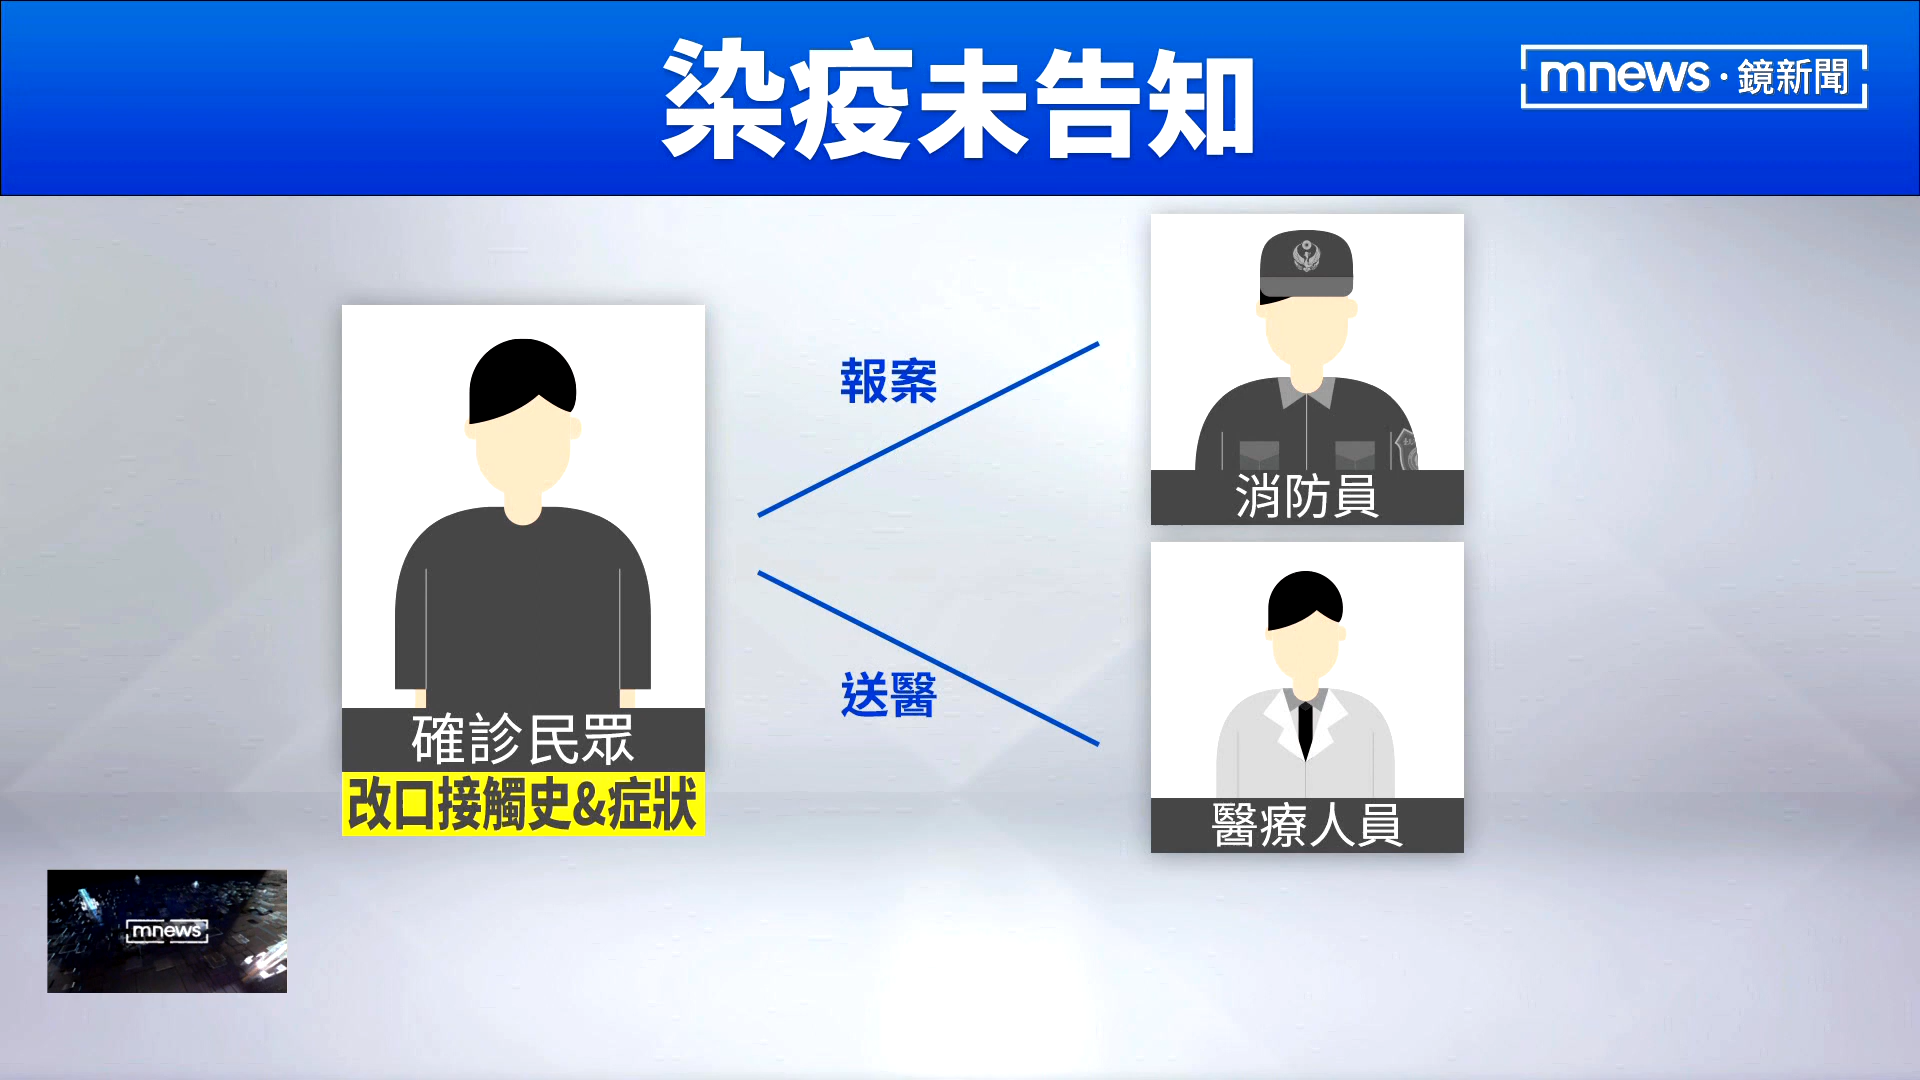 染疫未告知
mnews·鏡新聞
報案
消防員
送醫
確診民眾
改口接觸史&症狀
醫療人員
mnews